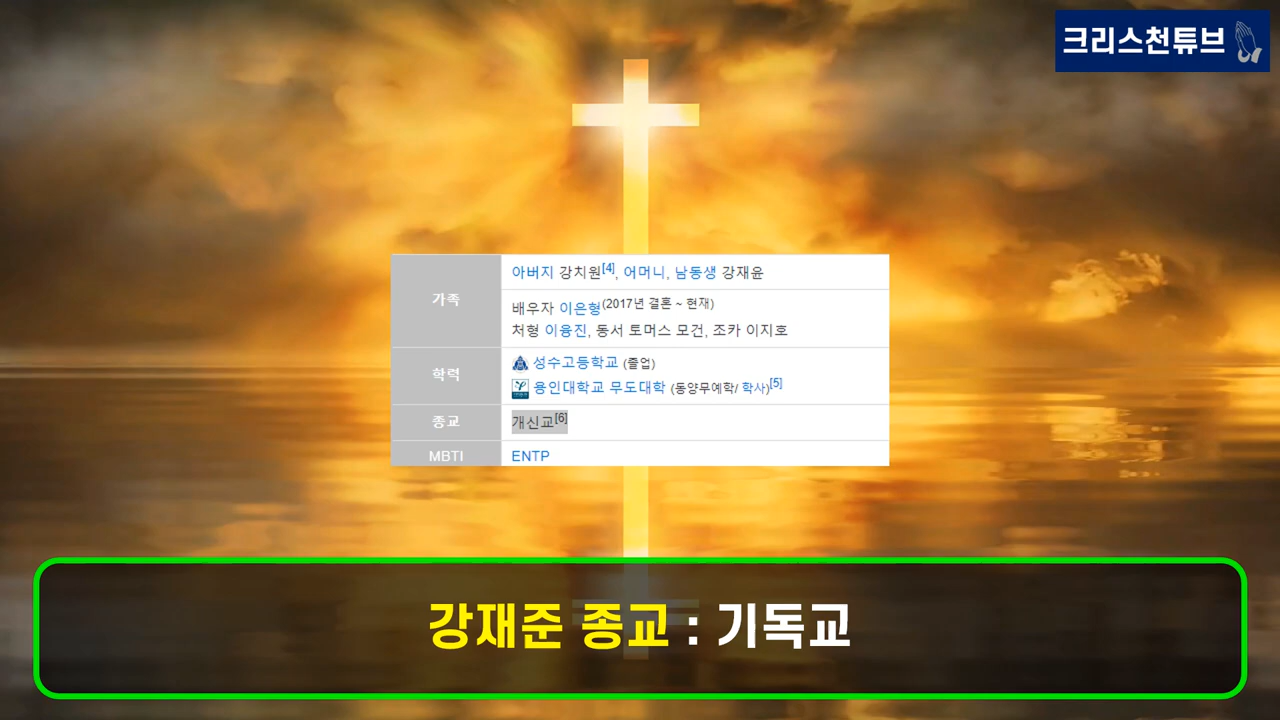 크리스천튜브
가족
아버지 강치원[4], 어머니, 남동생 강재윤
배우자 이은형(2017년 결혼 ~ 현재)
처형 이융진, 동서 토머스 모건, 조카 이지호
학력
성수고등학교 (졸업)
용인대학교 무도대학 (동양무예학/ 학사)[5]
종교
개신교[6]
MBTI
ENTP
강재준 종교 : 기독교